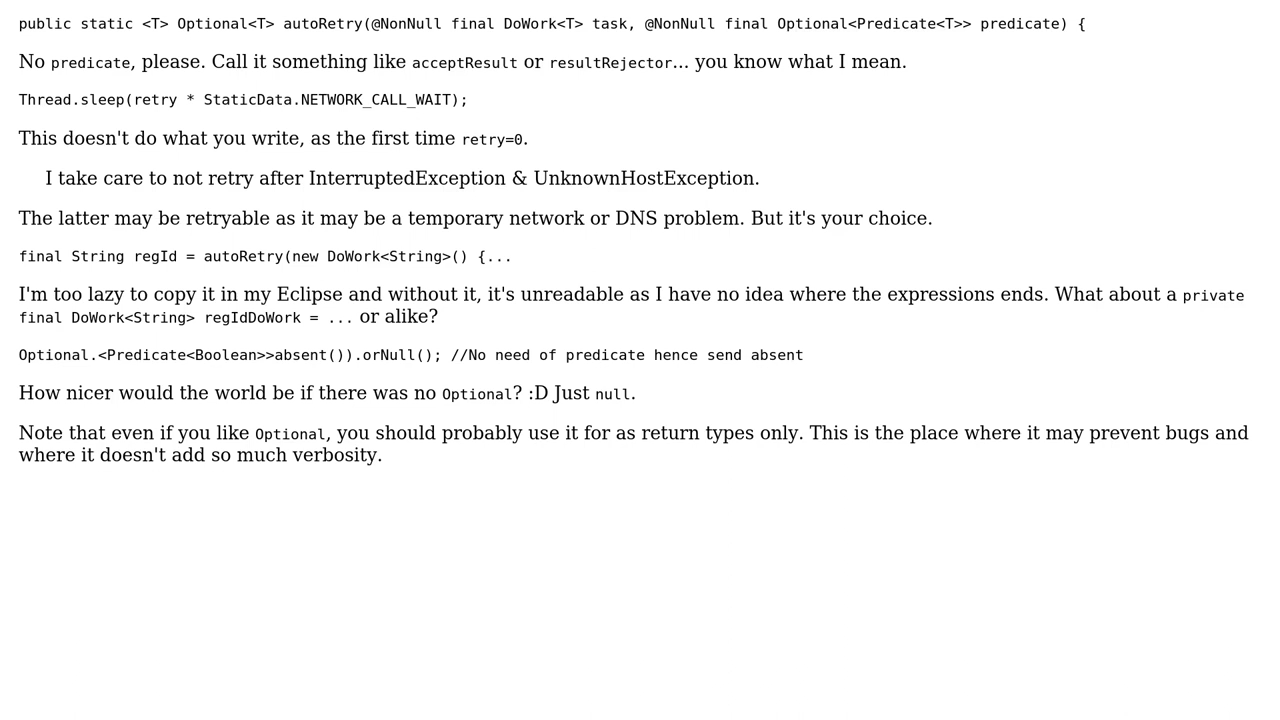 public static <T> Optional<T> autoRetry(@NonNull final DoWork<T> task, @NonNull final Optional<Predicate<T>> predicate) {
No predicate, please. Call it something like acceptResult or resultRejector... you know what I mean.
Thread.sleep(retry * StaticData.NETWORK_CALL_WAIT);
This doesn't do what you write, as the first time retry=0.
I take care to not retry after InterruptedException & UnknownHostException.
The latter may be retryable as it may be a temporary network or DNS problem. But it's your choice.
final String regId = autoRetry(new DoWork<String>() {...
I'm too lazy to copy it in my Eclipse and without it, it's unreadable as I have no idea where the expressions ends. What about a private
final DoWork<String> regIdDoWork = ... or alike?
Optional.<Predicate<Boolean>>absent()).orNull(); //No need of predicate hence send absent
How nicer would the world be if there was no Optional? :D Just null.
Note that even if you like Optional, you should probably use it for as return types only. This is the place where it may prevent bugs and
where it doesn't add so much verbosity.